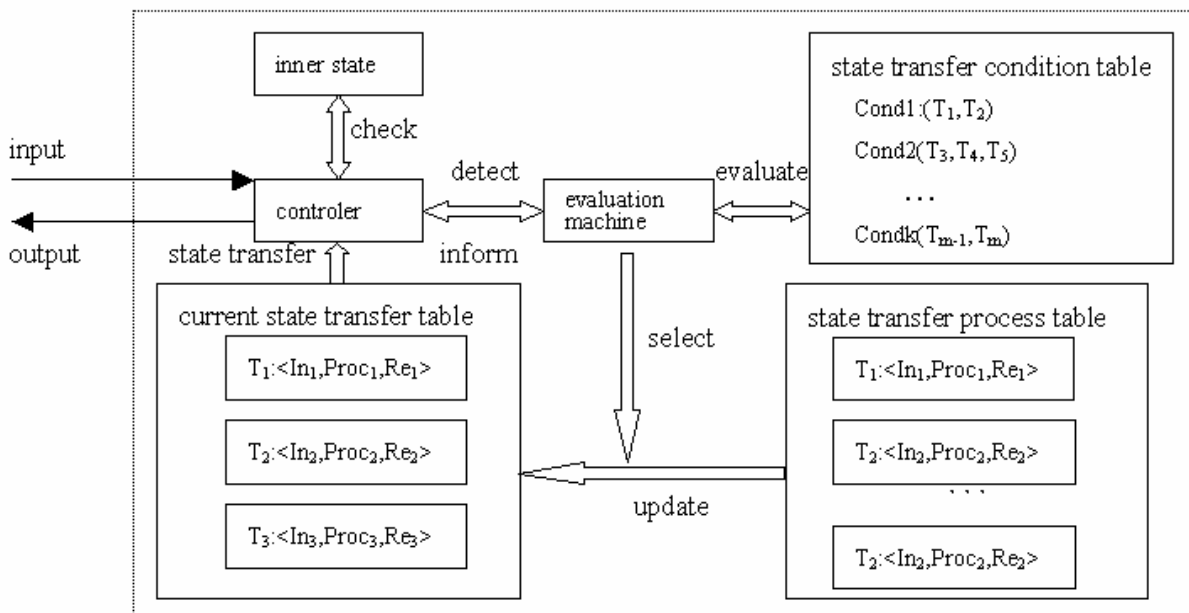 inner state
check
input
output
controler
detect
inform
evaluation
machine
evaluate
state transfer condition table
Cond1:(T₁,T₂)
Cond2(T₃,T₄,T₅)
...
Condk(Tₘ₋₁,Tₘ)
state transfer
current state transfer table
T₁:<In₁,Proc₁,Re₁>
T₂:<In₂,Proc₂,Re₂>
T₃:<In₃,Proc₃,Re₃>
select
update
state transfer process table
T₁:<In₁,Proc₁,Re₁>
T₂:<In₂,Proc₂,Re₂>
...
T₂:<In₂,Proc₂,Re₂>